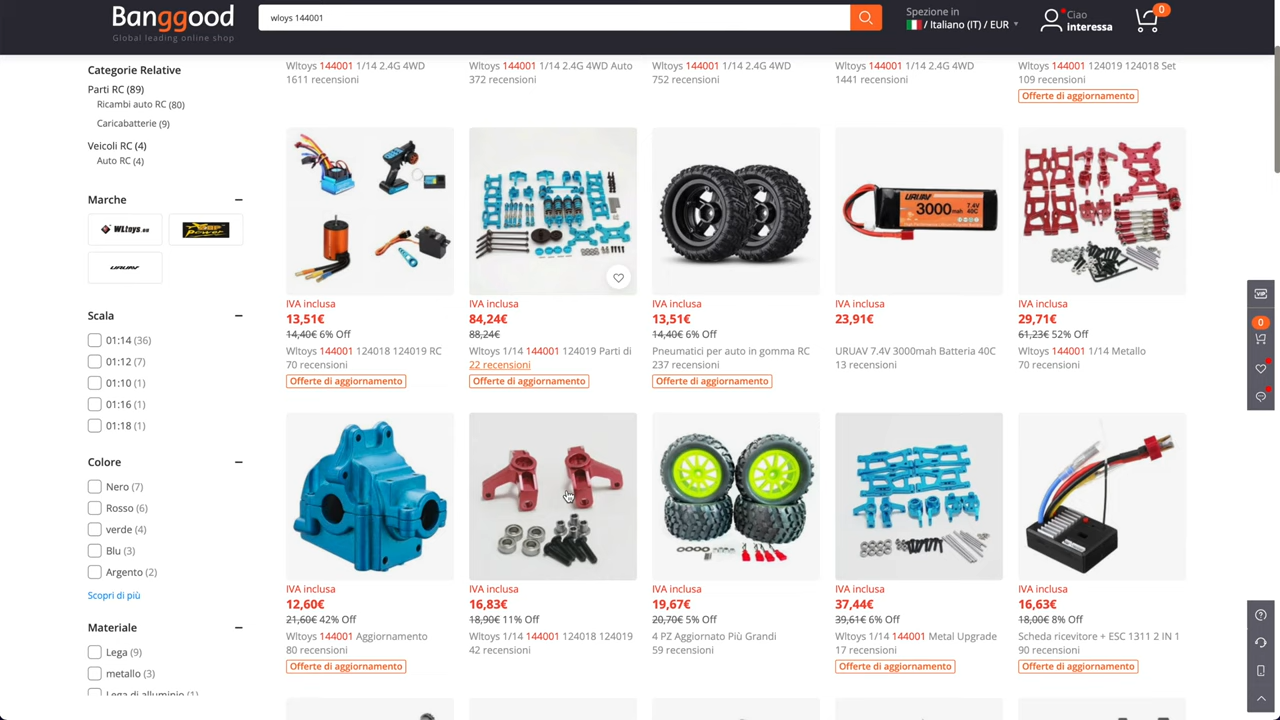 Banggood
Global leading online shop
wloys 144001
Spezione in
/ Italiano (IT) / EUR
Ciao
interessa
0
Categorie Relative
Parti RC (89)
Ricambi auto RC (80)
Caricabatterie (9)
Veicoli RC (4)
Auto RC (4)
Marche
WLtoys
URUAV
Scala
01:14 (36)
01:12 (7)
01:10 (1)
01:16 (1)
01:18 (1)
Colore
Nero (7)
Rosso (6)
verde (4)
Blu (3)
Argento (2)
Scopri di più
Materiale
Lega (9)
metallo (3)
Lega di alluminio (1)
Wltoys 144001 1/14 2.4G 4WD
1611 recensioni
Wltoys 144001 1/14 2.4G 4WD Auto
372 recensioni
Wltoys 144001 1/14 2.4G 4WD
752 recensioni
Wltoys 144001 1/14 2.4G 4WD
1441 recensioni
Wltoys 144001 124019 124018 Set
109 recensioni
Offerte di aggiornamento
IVA inclusa
13,51€
14,40€ 6% Off
Wltoys 144001 124018 124019 RC
70 recensioni
Offerte di aggiornamento
IVA inclusa
84,24€
88,24€
Wltoys 1/14 144001 124019 Parti di
22 recensioni
Offerte di aggiornamento
IVA inclusa
13,51€
14,40€ 6% Off
Pneumatici per auto in gomma RC
237 recensioni
Offerte di aggiornamento
URUAV
3000mah
7.4V
40C
IVA inclusa
23,91€
URUAV 7.4V 3000mah Batteria 40C
13 recensioni
IVA inclusa
29,71€
61,23€ 52% Off
Wltoys 144001 1/14 Metallo
70 recensioni
IVA inclusa
12,60€
21,60€ 42% Off
Wltoys 144001 Aggiornamento
80 recensioni
Offerte di aggiornamento
IVA inclusa
16,83€
18,90€ 11% Off
Wltoys 1/14 144001 124018 124019
42 recensioni
IVA inclusa
19,67€
20,70€ 5% Off
4 PZ Aggiornato Più Grandi
59 recensioni
IVA inclusa
37,44€
39,61€ 6% Off
Wltoys 1/14 144001 Metal Upgrade
17 recensioni
Offerte di aggiornamento
IVA inclusa
16,63€
18,00€ 8% Off
Scheda ricevitore + ESC 1311 2 IN 1
90 recensioni
Offerte di aggiornamento
VIP
0